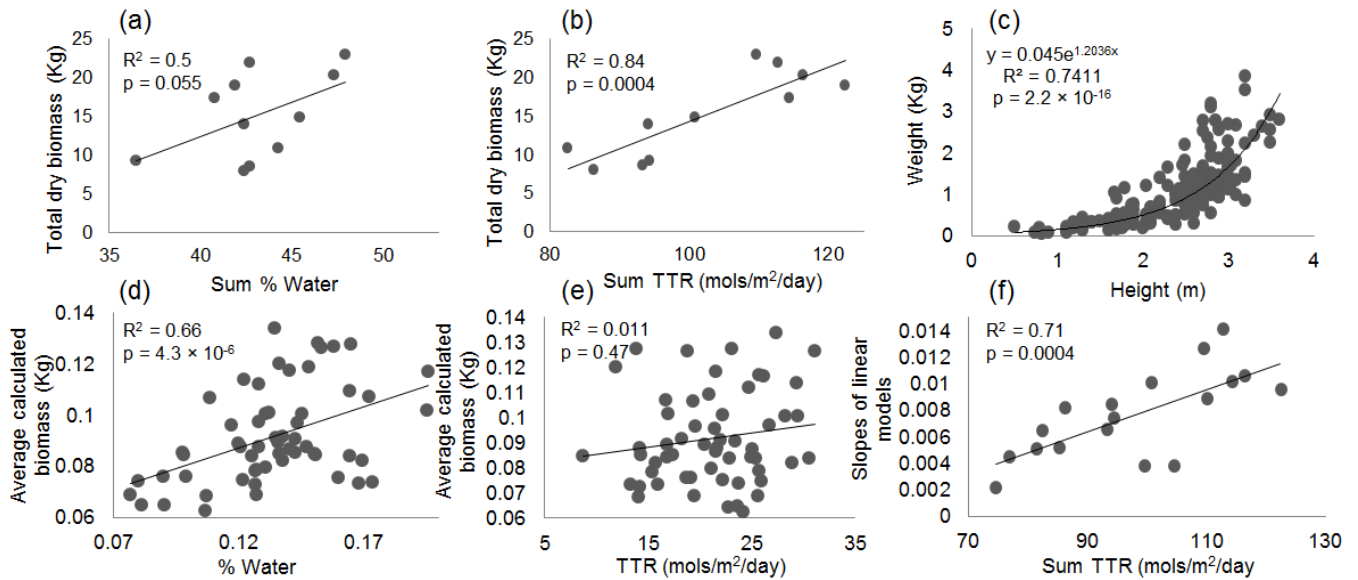 (a)
R² = 0.5
p = 0.055
Total dry biomass (Kg)
25
20
15
10
5
0
35
40
45
50
Sum % Water
(b)
R² = 0.84
p = 0.0004
Total dry biomass (Kg)
25
20
15
10
5
0
80
100
120
Sum TTR (mols/m²/day)
(c)
y = 0.045e^1.2036x
R² = 0.7411
p = 2.2 × 10^-16
Weight (Kg)
5
4
3
2
1
0
0
1
2
3
4
Height (m)
(d)
R² = 0.66
p = 4.3 × 10^-6
Average calculated
biomass (Kg)
0.14
0.12
0.1
0.08
0.06
0.07
0.12
0.17
% Water
(e)
R² = 0.011
p = 0.47
Average calculated
biomass (Kg)
0.14
0.13
0.12
0.11
0.1
0.09
0.08
0.07
0.06
5
15
25
35
TTR (mols/m²/day)
(f)
R² = 0.71
p = 0.0004
Slopes of linear
models
0.014
0.012
0.01
0.008
0.006
0.004
0.002
0
70
90
110
130
Sum TTR (mols/m²/day)